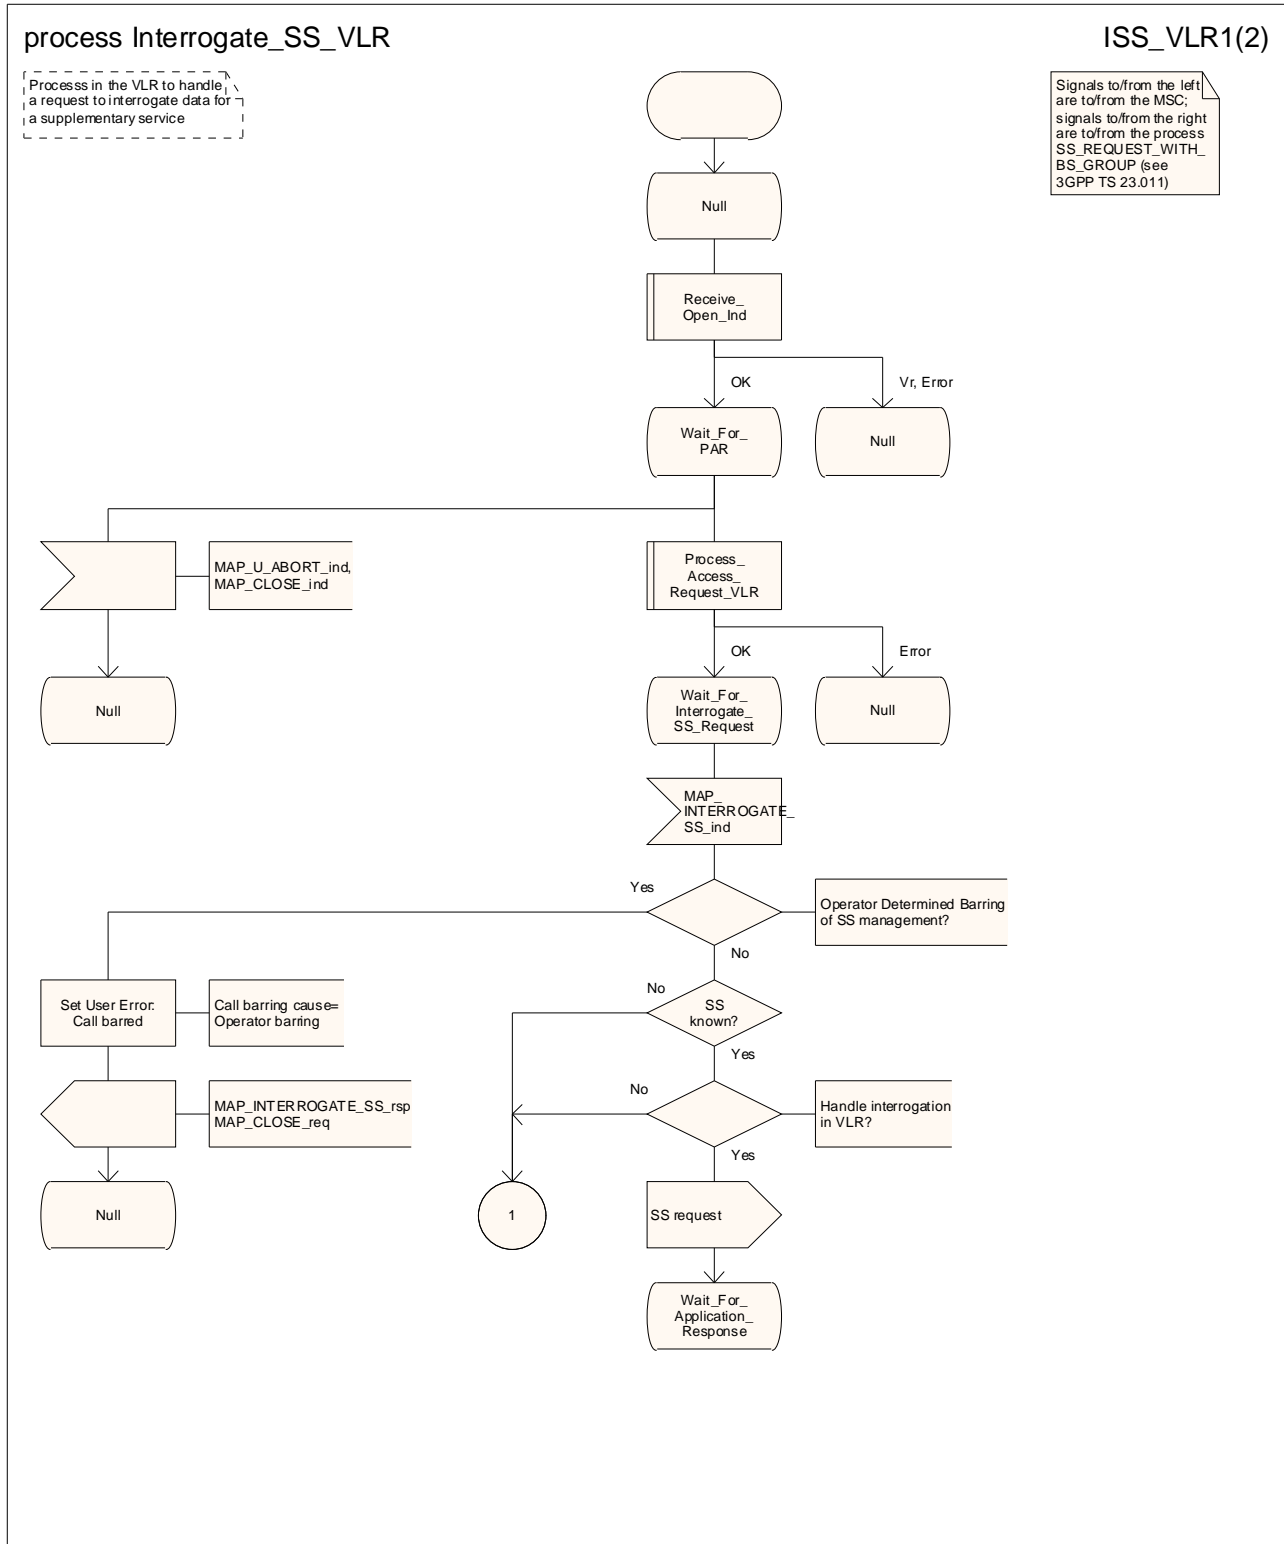 process Interrogate_SS_VLR
ISS_VLR1(2)
Processs in the VLR to handle
a request to interrogate data for
a supplementary service
Signals to/from the left
are to/from the MSC;
signals to/from the right
are to/from the process
SS_REQUEST_WITH_
BS_GROUP (see
3GPP TS 23.011)
Null
Receive_
Open_Ind
OK
Vr, Error
Wait_For_
PAR
Null
MAP_U_ABORT_ind,
MAP_CLOSE_ind
Process_
Access_
Request_VLR
OK
Error
Null
Wait_For_
Interrogate_
SS_Request
Null
MAP_
INTERROGATE_
SS_ind
Yes
Operator Determined Barring
of SS management?
No
Set User Error:
Call barred
Call barring cause=
Operator barring
No
SS
known?
Yes
MAP_INTERROGATE_SS_rsp
MAP_CLOSE_req
No
Handle interrogation
in VLR?
Yes
Null
1
SS request
Wait_For_
Application_
Response